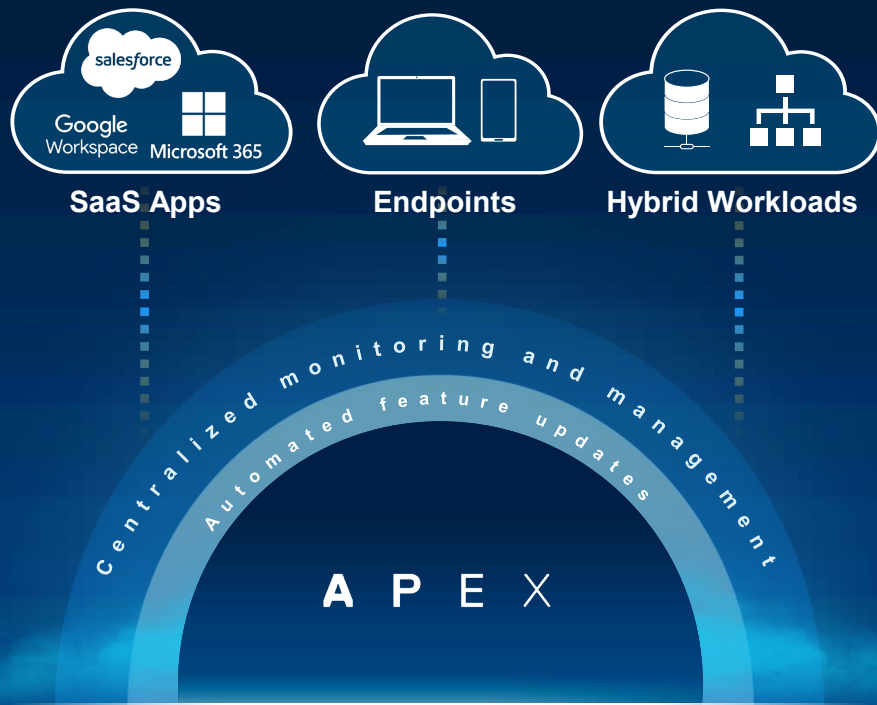 salesforce
Google
Workspace
Microsoft 365
SaaS Apps
Endpoints
Hybrid Workloads
Centralized monitoring and management
Automated feature updates
APEX